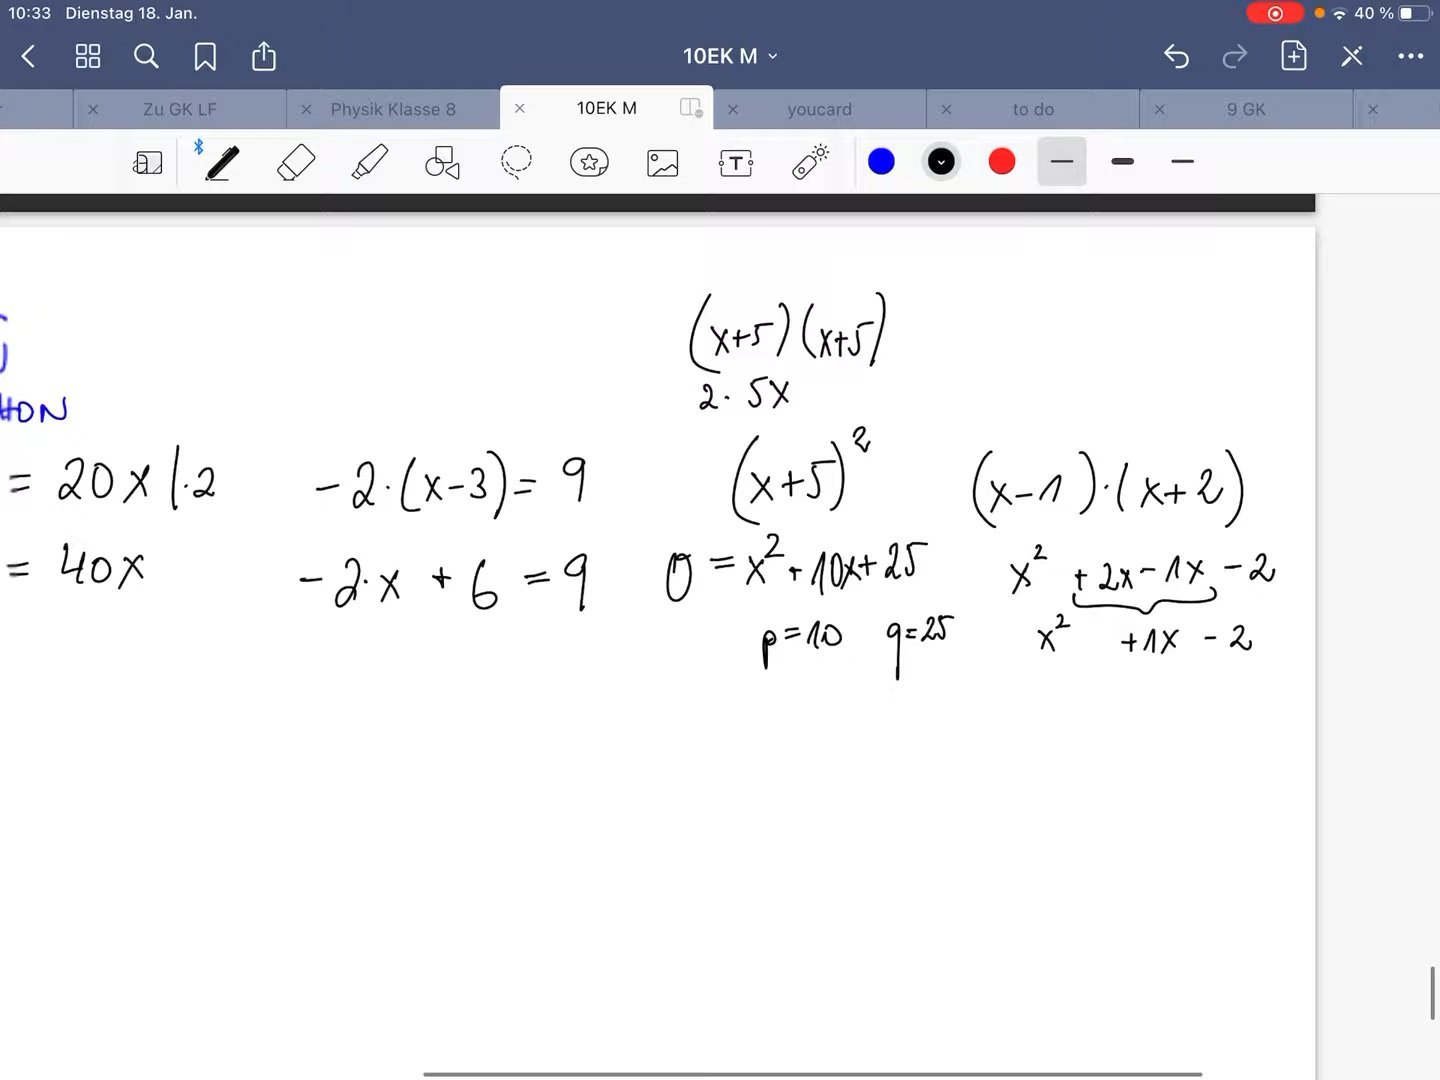 10:33 Dienstag 18. Jan.
40 %
10EK M
Zu GK LF
Physik Klasse 8
10EK M
youcard
to do
9 GK
(x+5)(x+5)
2· 5x
HON
= 20x |·2
-2·(x-3)= 9
(x+5)²
(x-1)·(x+2)
= 40x
-2·x + 6 = 9
0 = x² + 10x+25
x² + 2x - 1x - 2
p=10 q=25
x² +1x - 2